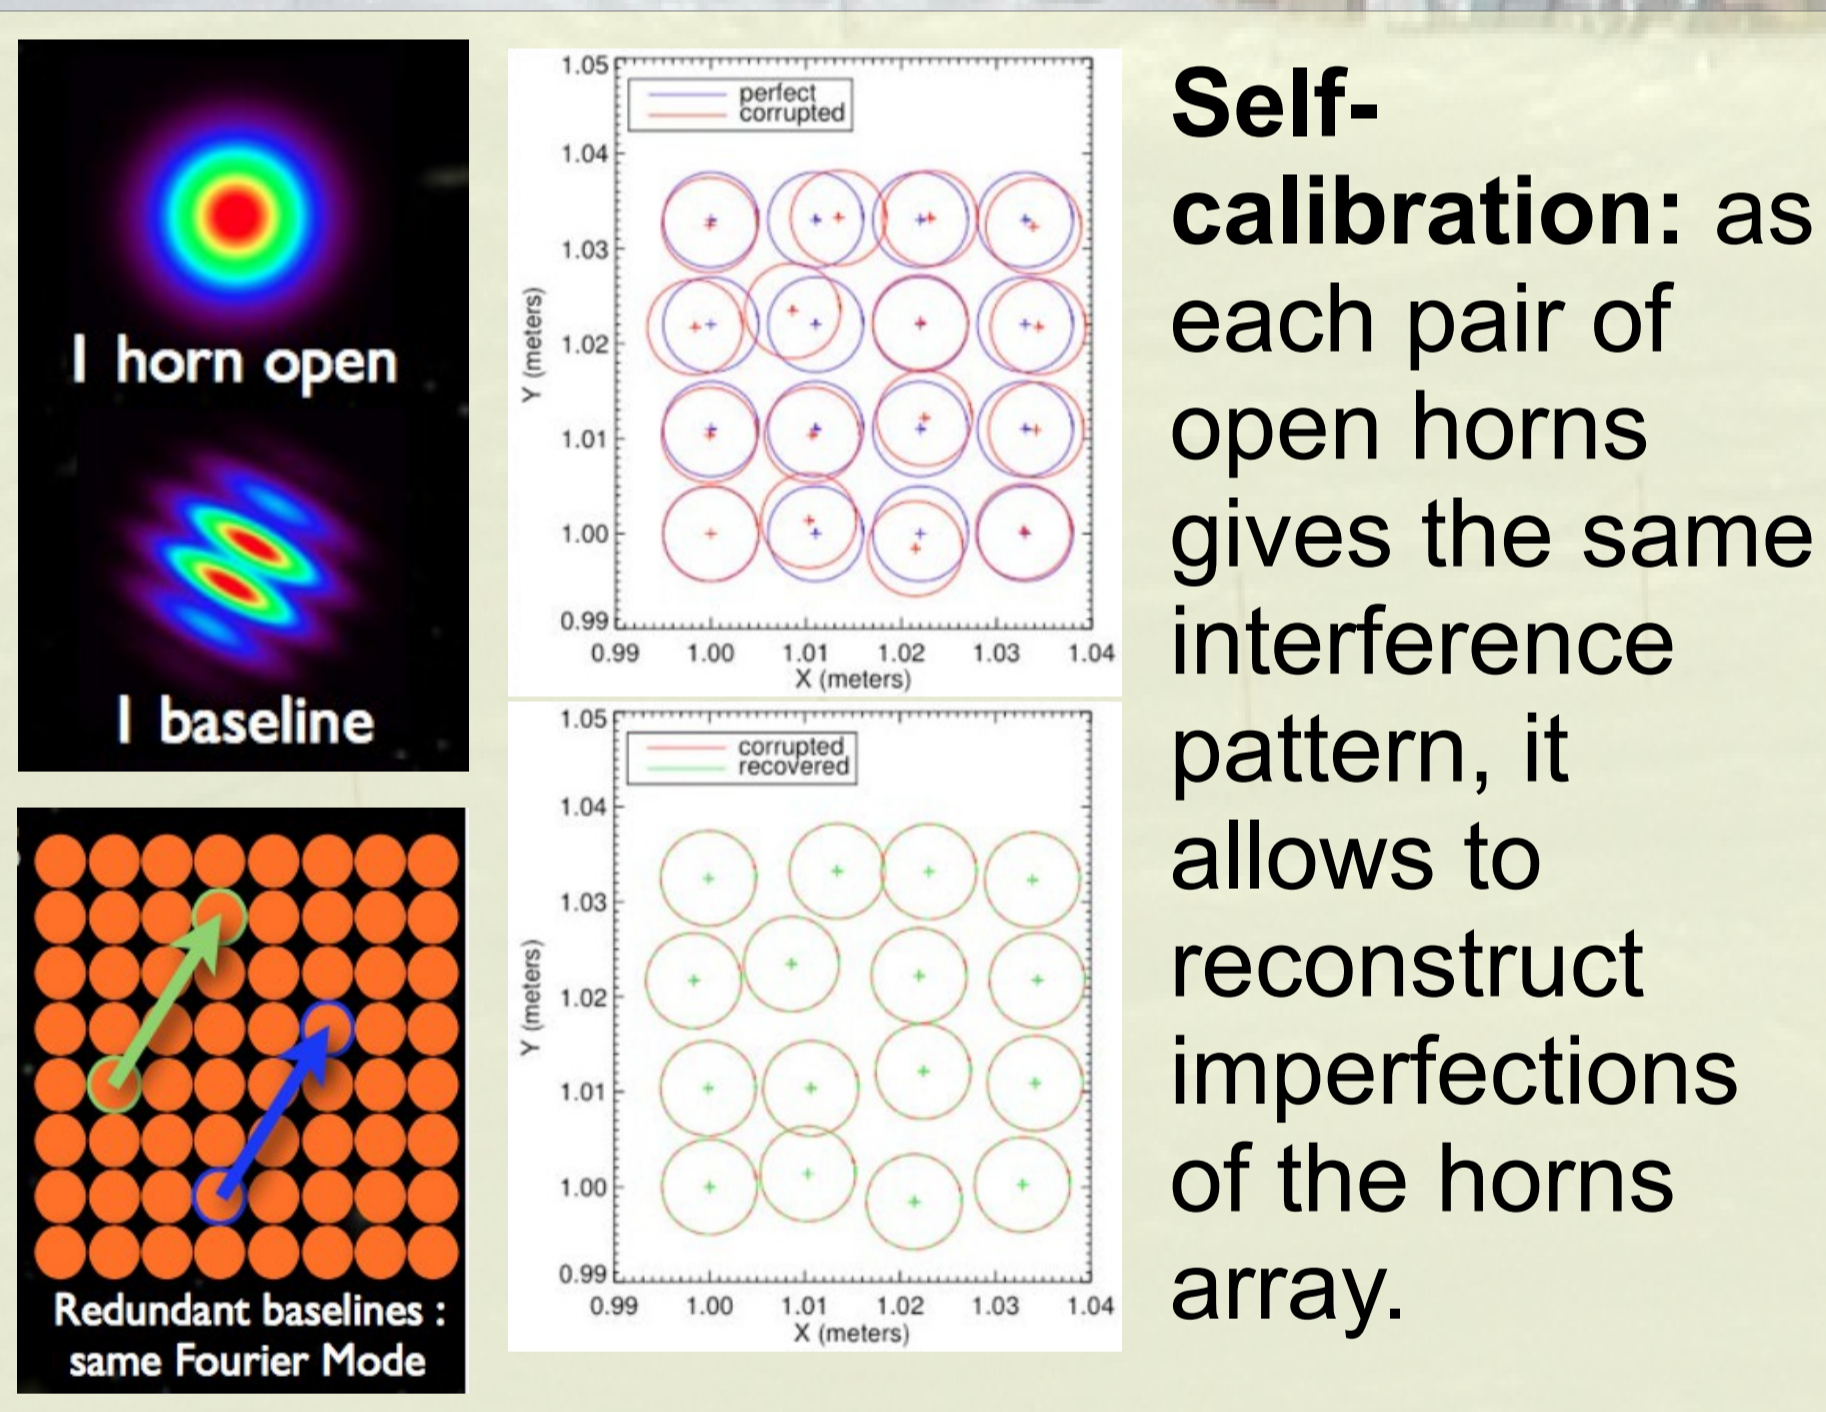 1 horn open
1 baseline
Redundant baselines :
same Fourier Mode
perfect
corrupted
1.05
1.04
1.03
1.02
1.01
1.00
0.99
Y (meters)
0.99 1.00 1.01 1.02 1.03 1.04
X (meters)
corrupted
recovered
1.05
1.04
1.03
1.02
1.01
1.00
0.99
Y (meters)
0.99 1.00 1.01 1.02 1.03 1.04
X (meters)
Self-
calibration: as
each pair of
open horns
gives the same
interference
pattern, it
allows to
reconstruct
imperfections
of the horns
array.